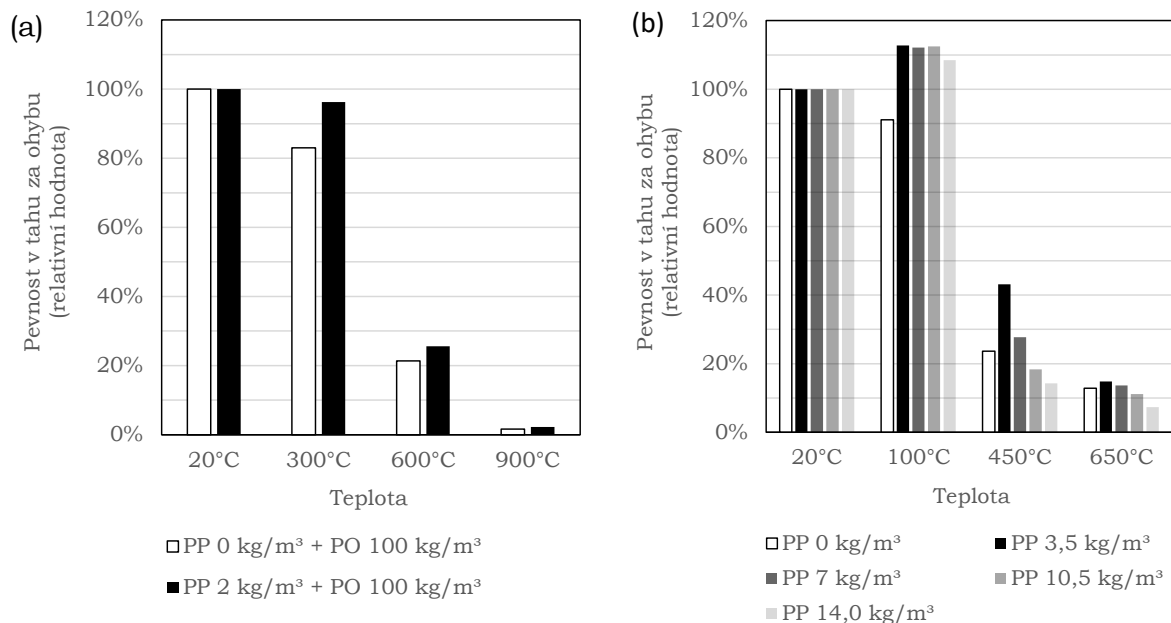 (a)
120%
100%
80%
60%
40%
20%
0%
Pevnost v tahu za ohybu
(relativní hodnota)
20°C 300°C 600°C 900°C
Teplota
PP 0 kg/m³ + PO 100 kg/m³
PP 2 kg/m³ + PO 100 kg/m³
(b)
120%
100%
80%
60%
40%
20%
0%
Pevnost v tahu za ohybu
(relativní hodnota)
20°C 100°C 450°C 650°C
Teplota
PP 0 kg/m³ PP 3,5 kg/m³
PP 7 kg/m³ PP 10,5 kg/m³
PP 14,0 kg/m³